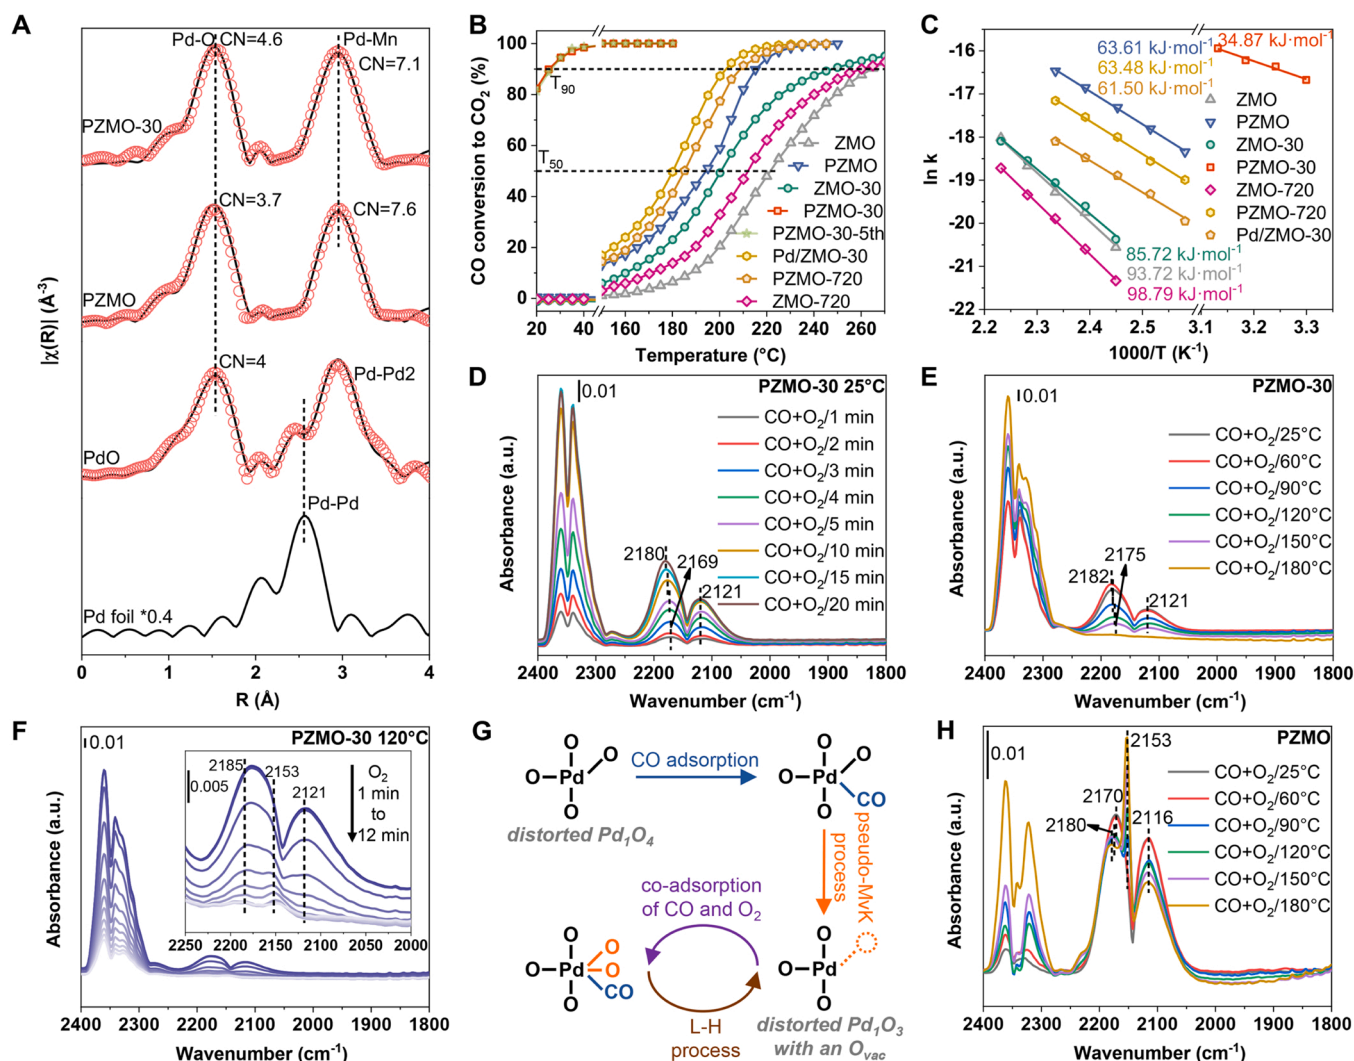 A
Pd-O CN=4.6
Pd-Mn
CN=7.1
PZMO-30
CN=3.7
CN=7.6
PZMO
CN=4
Pd-Pd2
PdO
Pd-Pd
Pd foil *0.4
|χ(R)| (Å⁻³)
0 1 2 3 4
R (Å)
B
CO conversion to CO₂ (%)
100
80
60
40
20
0
T₉₀
T₅₀
ZMO
PZMO
ZMO-30
PZMO-30
PZMO-30-5th
Pd/ZMO-30
PZMO-720
ZMO-720
20 40 160 180 200 220 240 260
Temperature (°C)
C
ln k
-16
-17
-18
-19
-20
-21
-22
63.61 kJ·mol⁻¹
63.48 kJ·mol⁻¹
61.50 kJ·mol⁻¹
34.87 kJ·mol⁻¹
ZMO
PZMO
ZMO-30
PZMO-30
ZMO-720
PZMO-720
Pd/ZMO-30
85.72 kJ·mol⁻¹
93.72 kJ·mol⁻¹
98.79 kJ·mol⁻¹
2.2 2.3 2.4 2.5 2.6 3.1 3.2 3.3
1000/T (K⁻¹)
D
PZMO-30 25°C
0.01
CO+O₂/1 min
CO+O₂/2 min
CO+O₂/3 min
CO+O₂/4 min
CO+O₂/5 min
CO+O₂/10 min
CO+O₂/15 min
CO+O₂/20 min
2180
2169
2121
Absorbance (a.u.)
2400 2300 2200 2100 2000 1900 1800
Wavenumber (cm⁻¹)
E
PZMO-30
0.01
CO+O₂/25°C
CO+O₂/60°C
CO+O₂/90°C
CO+O₂/120°C
CO+O₂/150°C
CO+O₂/180°C
2182
2175
2121
Absorbance (a.u.)
2400 2300 2200 2100 2000 1900 1800
Wavenumber (cm⁻¹)
F
PZMO-30 120°C
0.01
2185
2153
2121
0.005
O₂
1 min
to
12 min
2250 2200 2150 2100 2050 2000
Absorbance (a.u.)
2400 2300 2200 2100 2000 1900 1800
Wavenumber (cm⁻¹)
G
O
O
O-Pd
O
distorted Pd₁O₄
CO adsorption
O
O
O-Pd
CO
O
pseudo-MvK
process
O
O-Pd
O
distorted Pd₁O₃
with an Oᵥₐ꜀
co-adsorption
of CO and O₂
L-H
process
O
O
O-Pd-O
CO
O
H
PZMO
0.01
2153
2170
2180
2116
CO+O₂/25°C
CO+O₂/60°C
CO+O₂/90°C
CO+O₂/120°C
CO+O₂/150°C
CO+O₂/180°C
Absorbance (a.u.)
2400 2300 2200 2100 2000 1900 1800
Wavenumber (cm⁻¹)